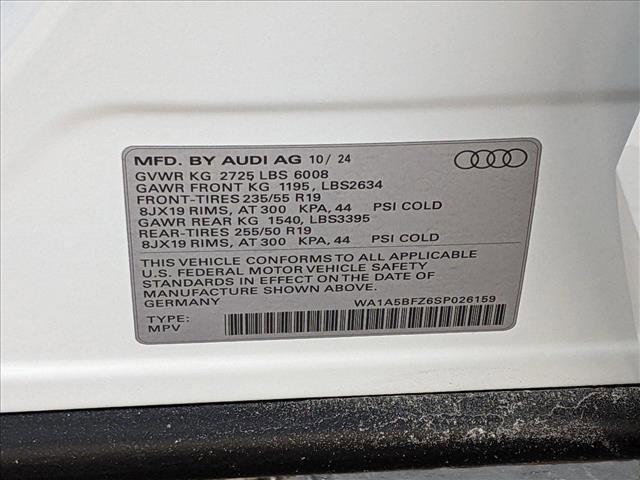 MFD. BY AUDI AG 10/ 24
GVWR KG 2725 LBS 6008
GAWR FRONT KG 1195, LBS2634
FRONT-TIRES 235/55 R19
8JX19 RIMS, AT 300 KPA, 44 PSI COLD
GAWR REAR KG 1540, LBS3395
REAR-TIRES 255/50 R19
8JX19 RIMS, AT 300 KPA, 44 PSI COLD
THIS VEHICLE CONFORMS TO ALL APPLICABLE
U.S. FEDERAL MOTOR VEHICLE SAFETY
STANDARDS IN EFFECT ON THE DATE OF
MANUFACTURE SHOWN ABOVE.
GERMANY WA1A5BFZ6SP026159
TYPE:
MPV